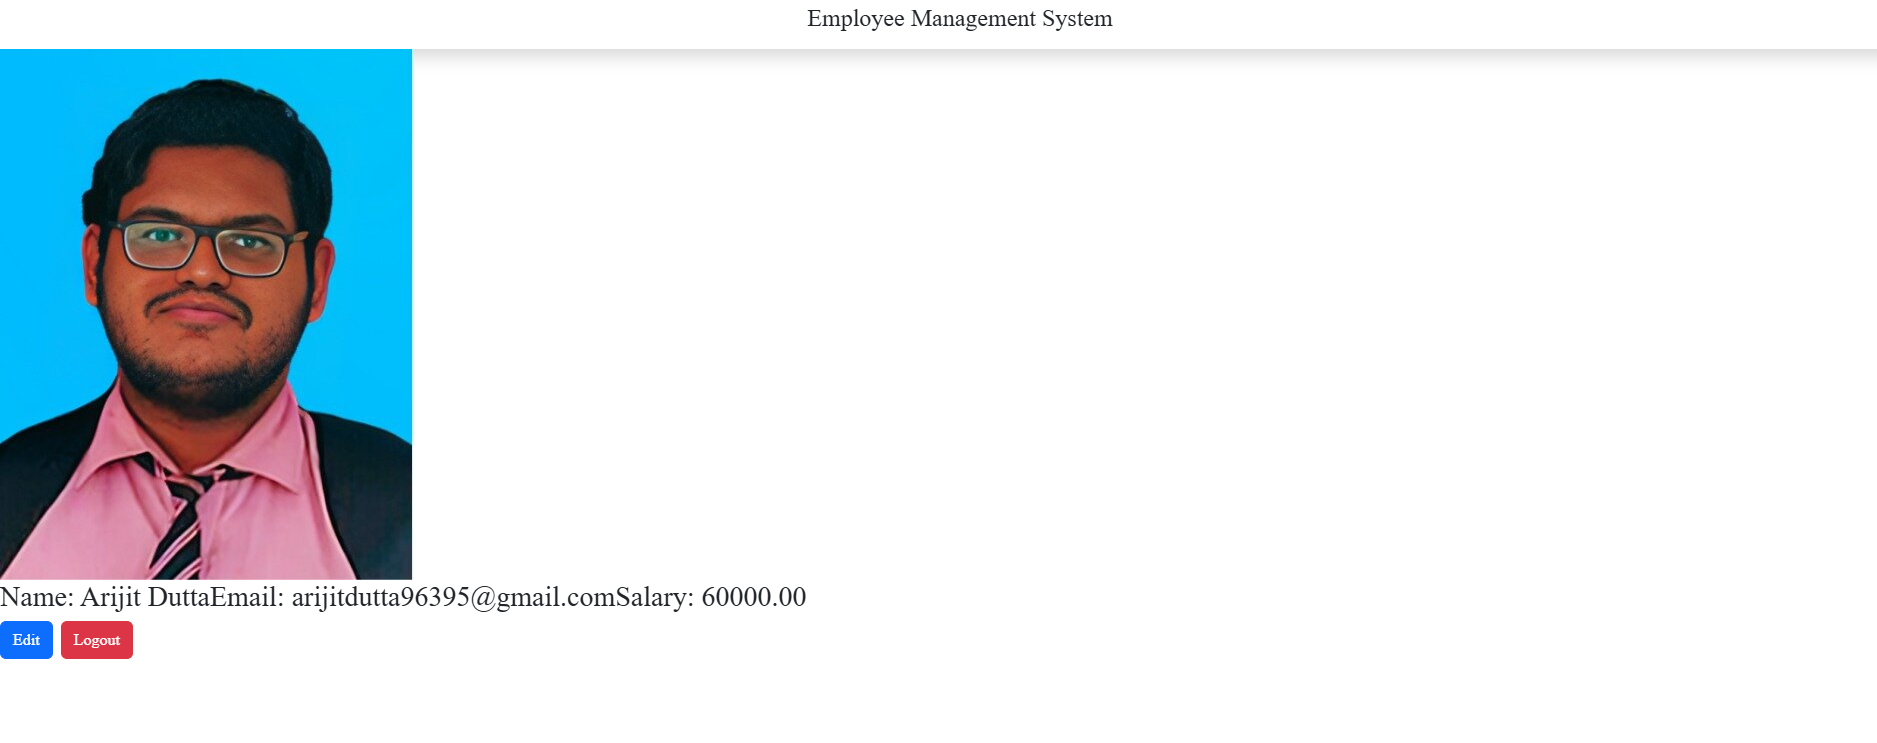 Employee Management System
Name: Arijit DuttaEmail: arijitdutta96395@gmail.comSalary: 60000.00
Edit Logout